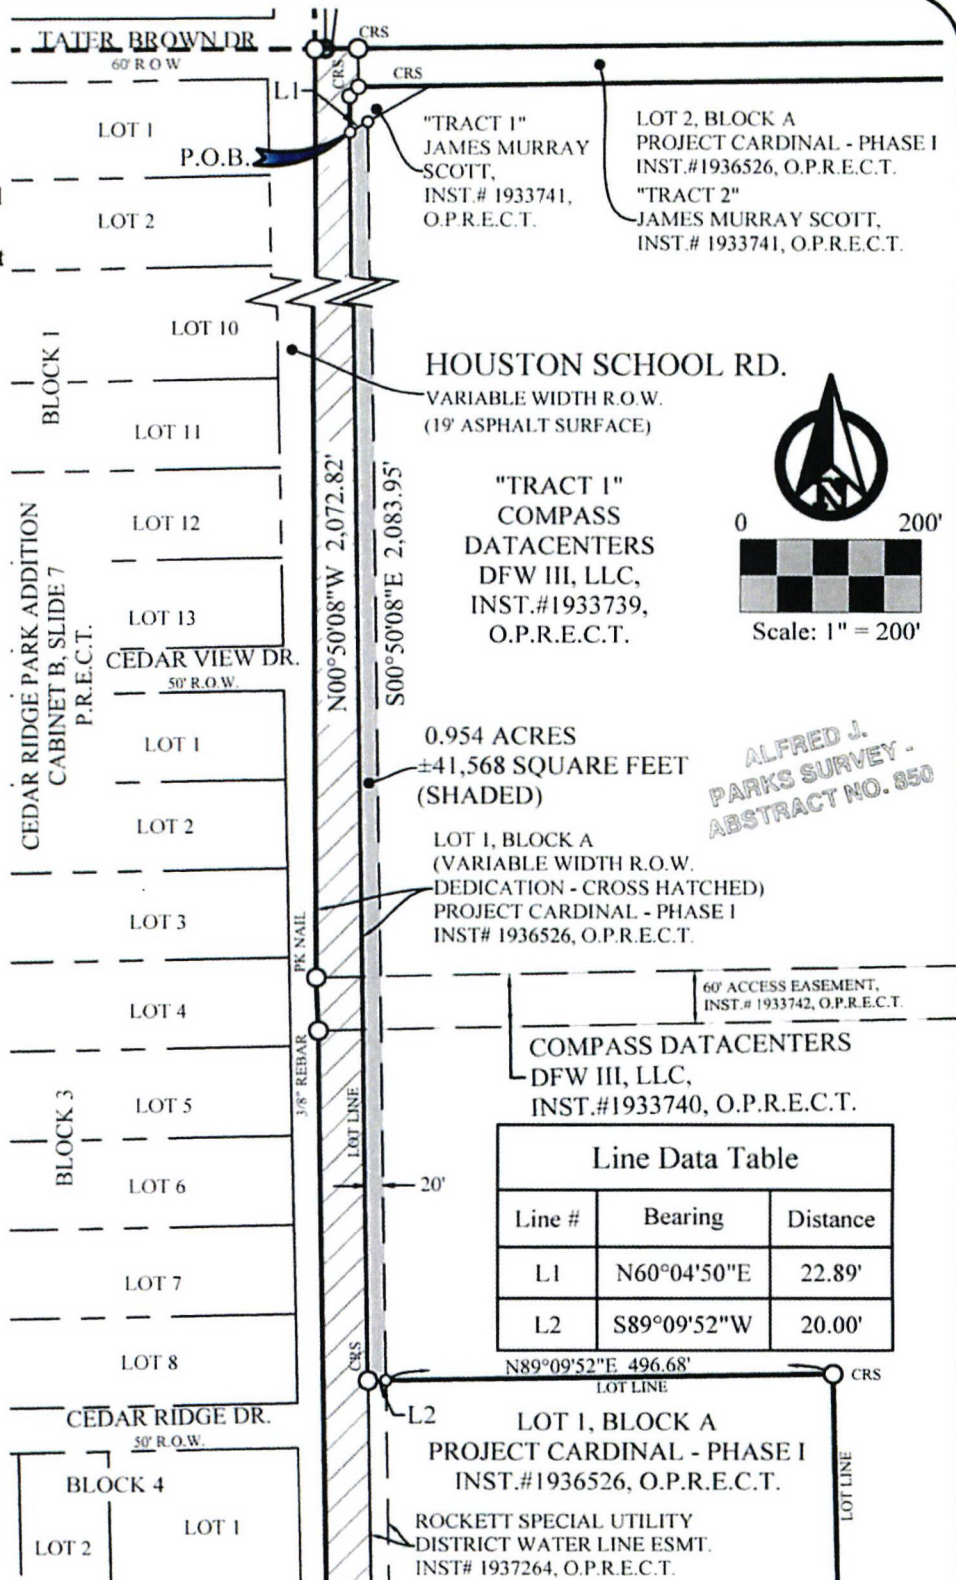 TATER BROWN DR
60' R O W
CRS
CRS
CRS
L1
P.O.B.
LOT 1
LOT 2
"TRACT 1"
JAMES MURRAY
SCOTT,
INST.# 1933741,
O.P.R.E.C.T.
LOT 2, BLOCK A
PROJECT CARDINAL - PHASE I
INST.#1936526, O.P.R.E.C.T.
"TRACT 2"
JAMES MURRAY SCOTT,
INST.# 1933741, O.P.R.E.C.T.
BLOCK 1
LOT 10
LOT 11
LOT 12
LOT 13
HOUSTON SCHOOL RD.
VARIABLE WIDTH R.O.W.
(19' ASPHALT SURFACE)
N00°50'08"W 2,072.82'
S00°50'08"E 2,083.95'
"TRACT 1"
COMPASS
DATACENTERS
DFW III, LLC,
INST.#1933739,
O.P.R.E.C.T.
N
0 200'
Scale: 1" = 200'
CEDAR RIDGE PARK ADDITION
CABINET B, SLIDE 7
P.R.E.C.T.
CEDAR VIEW DR.
50' R.O.W.
LOT 1
LOT 2
LOT 3
LOT 4
LOT 5
LOT 6
LOT 7
LOT 8
BLOCK 3
0.954 ACRES
±41,568 SQUARE FEET
(SHADED)
ALFRED J.
PARKS SURVEY -
ABSTRACT NO. 850
LOT 1, BLOCK A
(VARIABLE WIDTH R.O.W.
DEDICATION - CROSS HATCHED)
PROJECT CARDINAL - PHASE I
INST# 1936526, O.P.R.E.C.T.
PK NAIL
3/8" REBAR
60' ACCESS EASEMENT,
INST.# 1933742, O.P.R.E.C.T.
COMPASS DATACENTERS
DFW III, LLC,
INST.#1933740, O.P.R.E.C.T.
LOT LINE
20'
Line Data Table
Line # Bearing Distance
L1 N60°04'50"E 22.89'
L2 S89°09'52"W 20.00'
CRS
N89°09'52"E 496.68'
LOT LINE
CRS
L2
CEDAR RIDGE DR.
50' R.O.W.
BLOCK 4
LOT 2
LOT 1
LOT 1, BLOCK A
PROJECT CARDINAL - PHASE I
INST.#1936526, O.P.R.E.C.T.
LOT LINE
ROCKETT SPECIAL UTILITY
DISTRICT WATER LINE ESMT.
INST# 1937264, O.P.R.E.C.T.